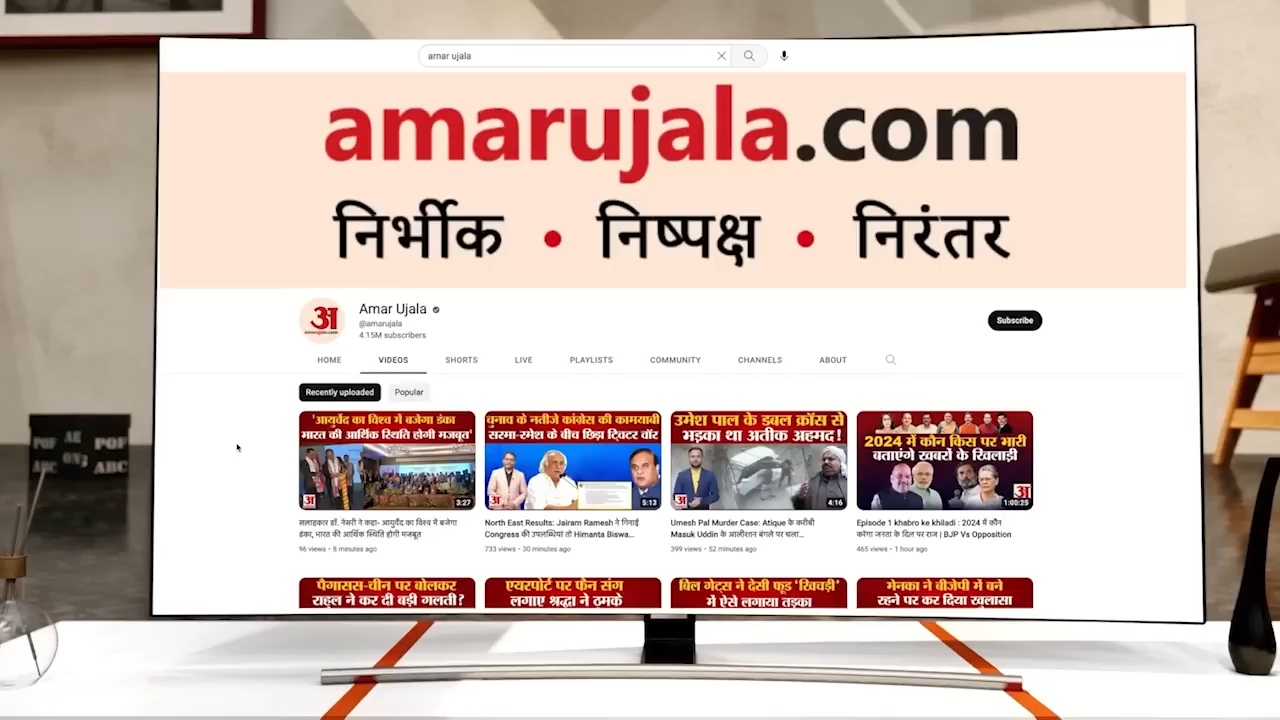 amar ujala
amarujala.com
निर्भीक • निष्पक्ष • निरंतर
अ
amarujala.com
Amar Ujala
@amarujala
4.15M subscribers
Subscribe
HOME VIDEOS SHORTS LIVE PLAYLISTS COMMUNITY CHANNELS ABOUT
Recently uploaded Popular
'आयुर्वेद का विश्व में बजेगा डंका
भारत की आर्थिक स्थिति होगी मजबूत'
अ
3:27
सलाहकार डॉ. नेसरी ने कहा- आयुर्वेद का विश्व में बजेगा
डंका, भारत की आर्थिक स्थिति होगी मजबूत
96 views • 8 minutes ago
चुनाव के नतीजे कांग्रेस की कामयाबी
सरमा-रमेश के बीच छिड़ा ट्विटर वॉर
अ
5:13
North East Results: Jairam Ramesh ने गिनाई
Congress की उपलब्धियां तो Himanta Biswa...
733 views • 30 minutes ago
उमेश पाल के डबल क्रॉस से
भड़का था अतीक अहमद!
अ
4:16
Umesh Pal Murder Case: Atique के करीबी
Masuk Uddin के आलीशान बंगले पर चला...
399 views • 52 minutes ago
2024 में कौन किस पर भारी
बताएंगे खबरों के खिलाड़ी
अ
1:00:25
Episode 1 khabro ke khiladi : 2024 में कौन
करेगा जनता के दिल पर राज | BJP Vs Opposition
465 views • 1 hour ago
पैगासस-चीन पर बोलकर
राहुल ने कर दी बड़ी गलती?
एयरपोर्ट पर फैन संग
लगाए श्रद्धा ने ठुमके
बिल गेट्स ने देसी फूड 'खिचड़ी'
में ऐसे लगाया तड़का
मेनका ने बीजेपी में बने
रहने पर कर दिया खुलासा